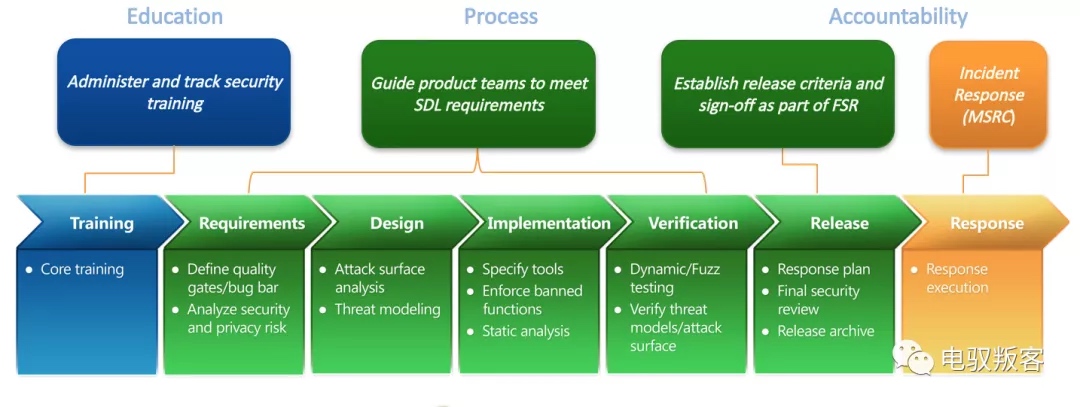 Education
Process
Accountability
Administer and track security
training
Guide product teams to meet
SDL requirements
Establish release criteria and
sign-off as part of FSR
Incident
Response
(MSRC)
Training
Requirements
Design
Implementation
Verification
Release
Response
• Core training
• Define quality
gates/bug bar
• Analyze security
and privacy risk
• Attack surface
analysis
• Threat modeling
• Specify tools
• Enforce banned
functions
• Static analysis
• Dynamic/Fuzz
testing
• Verify threat
models/attack
surface
• Response plan
• Final security
review
• Release archive
• Response
execution
电驭叛客